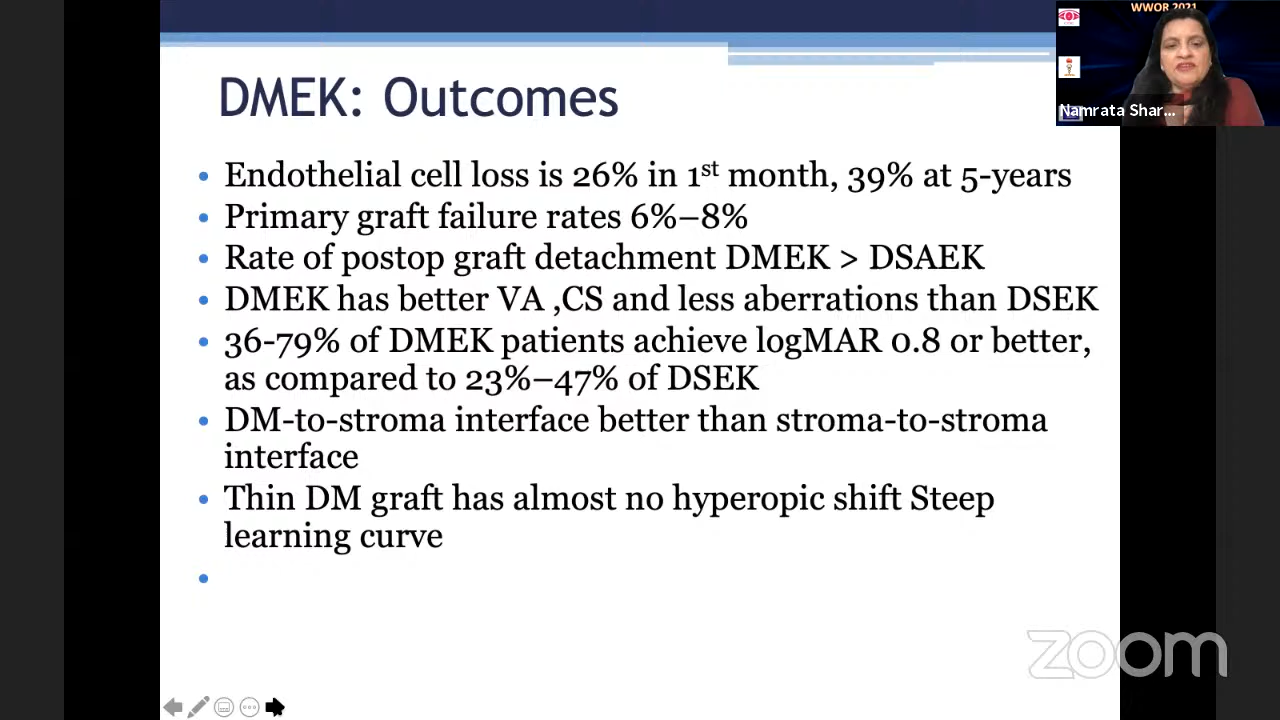 WWOR 2021
Namrata Shar...
DMEK: Outcomes
• Endothelial cell loss is 26% in 1st month, 39% at 5-years
• Primary graft failure rates 6%–8%
• Rate of postop graft detachment DMEK > DSAEK
• DMEK has better VA ,CS and less aberrations than DSEK
• 36-79% of DMEK patients achieve logMAR 0.8 or better,
as compared to 23%–47% of DSEK
• DM-to-stroma interface better than stroma-to-stroma
interface
• Thin DM graft has almost no hyperopic shift Steep
learning curve
•
zoom